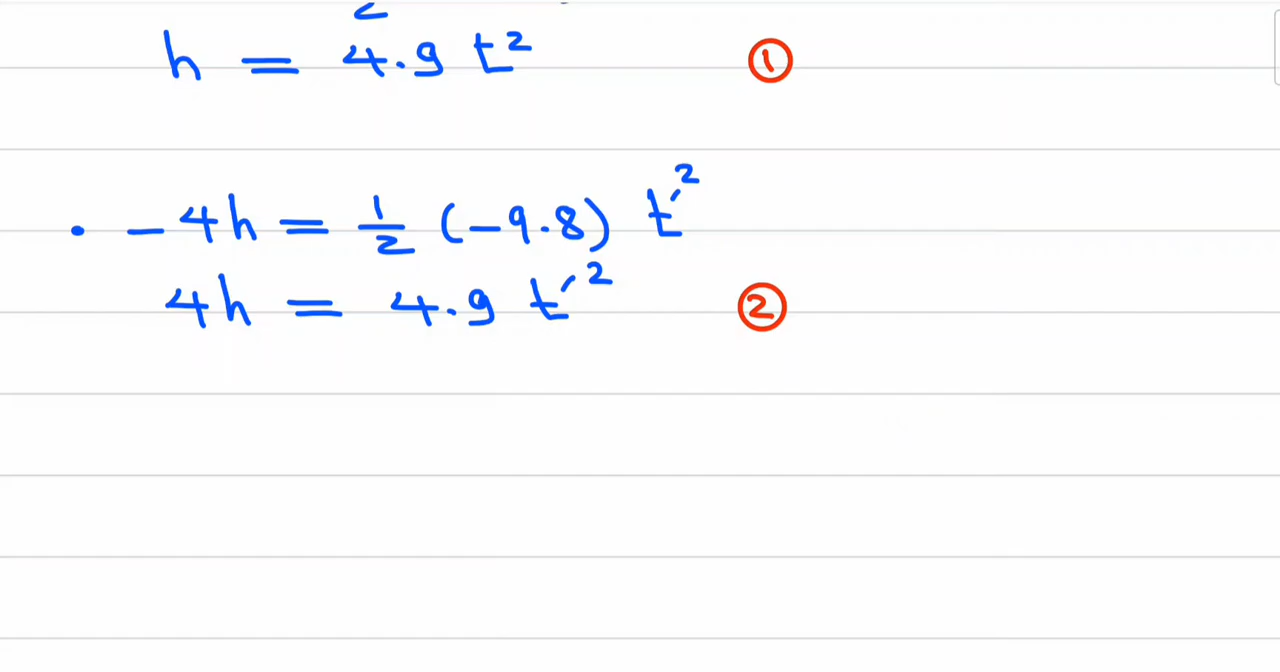 h = 4.9 t² ①
• - 4h = 1/2 (-9.8) t'²
4h = 4.9 t'² ②